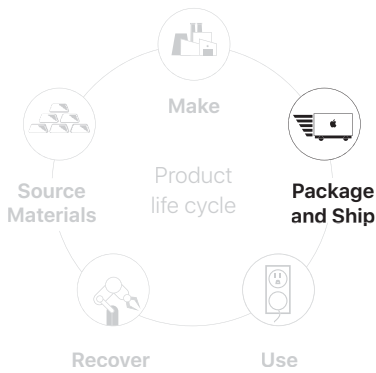 Make
Product
life cycle
Source
Materials
Package
and Ship
Recover
Use